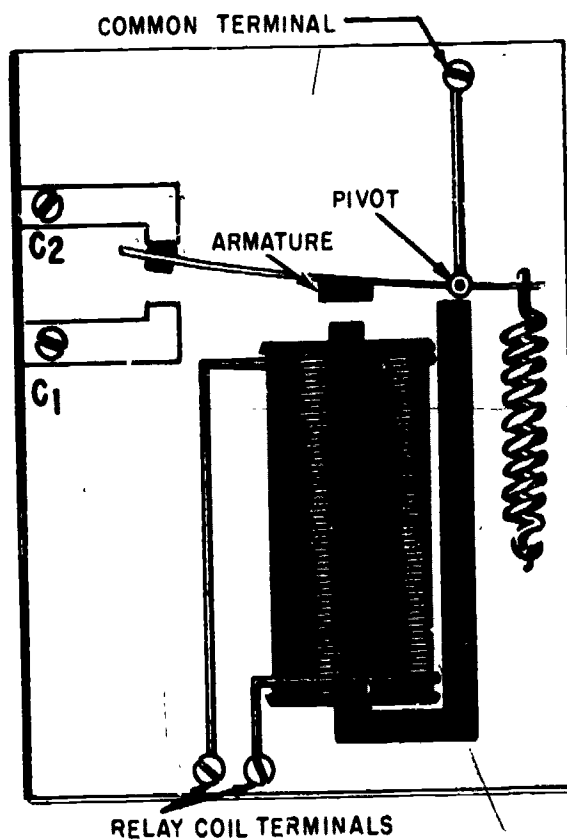 COMMON TERMINAL
PIVOT
ARMATURE
C2
C1
RELAY COIL TERMINALS